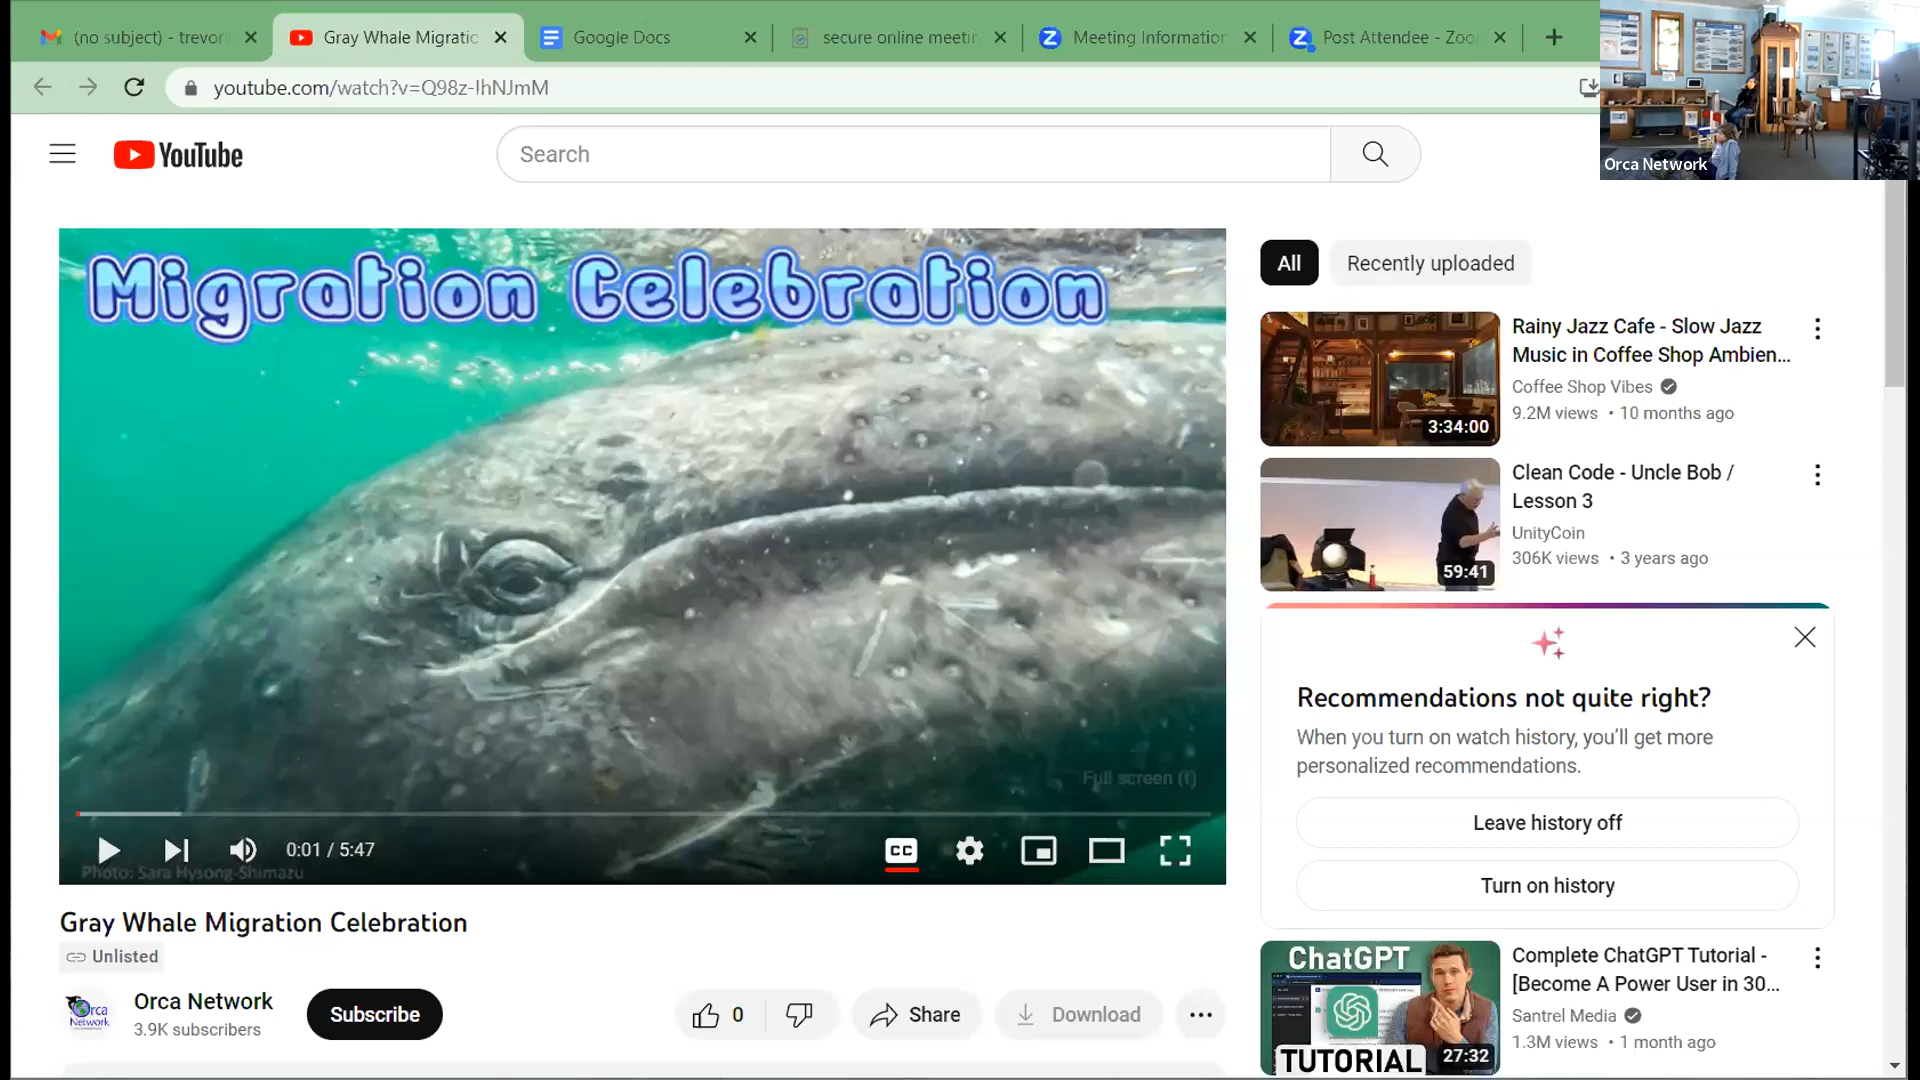 (no subject) - trevor
Gray Whale Migratio
Google Docs
secure online meetin
Meeting Information
Post Attendee - Zoo
youtube.com/watch?v=Q98z-IhNJmM
Orca Network
YouTube
Search
Migration Celebration
Full screen (f)
0:01 / 5:47
CC
Photo: Sara Hysong-Shimazu
Gray Whale Migration Celebration
Unlisted
Orca Network
Orca Network
3.9K subscribers
Subscribe
0
Share
Download
All
Recently uploaded
3:34:00
Rainy Jazz Cafe - Slow Jazz
Music in Coffee Shop Ambien...
Coffee Shop Vibes
9.2M views • 10 months ago
59:41
Clean Code - Uncle Bob /
Lesson 3
UnityCoin
306K views • 3 years ago
Recommendations not quite right?
When you turn on watch history, you’ll get more
personalized recommendations.
Leave history off
Turn on history
ChatGPT
TUTORIAL
27:32
Complete ChatGPT Tutorial -
[Become A Power User in 30...
Santrel Media
1.3M views • 1 month ago